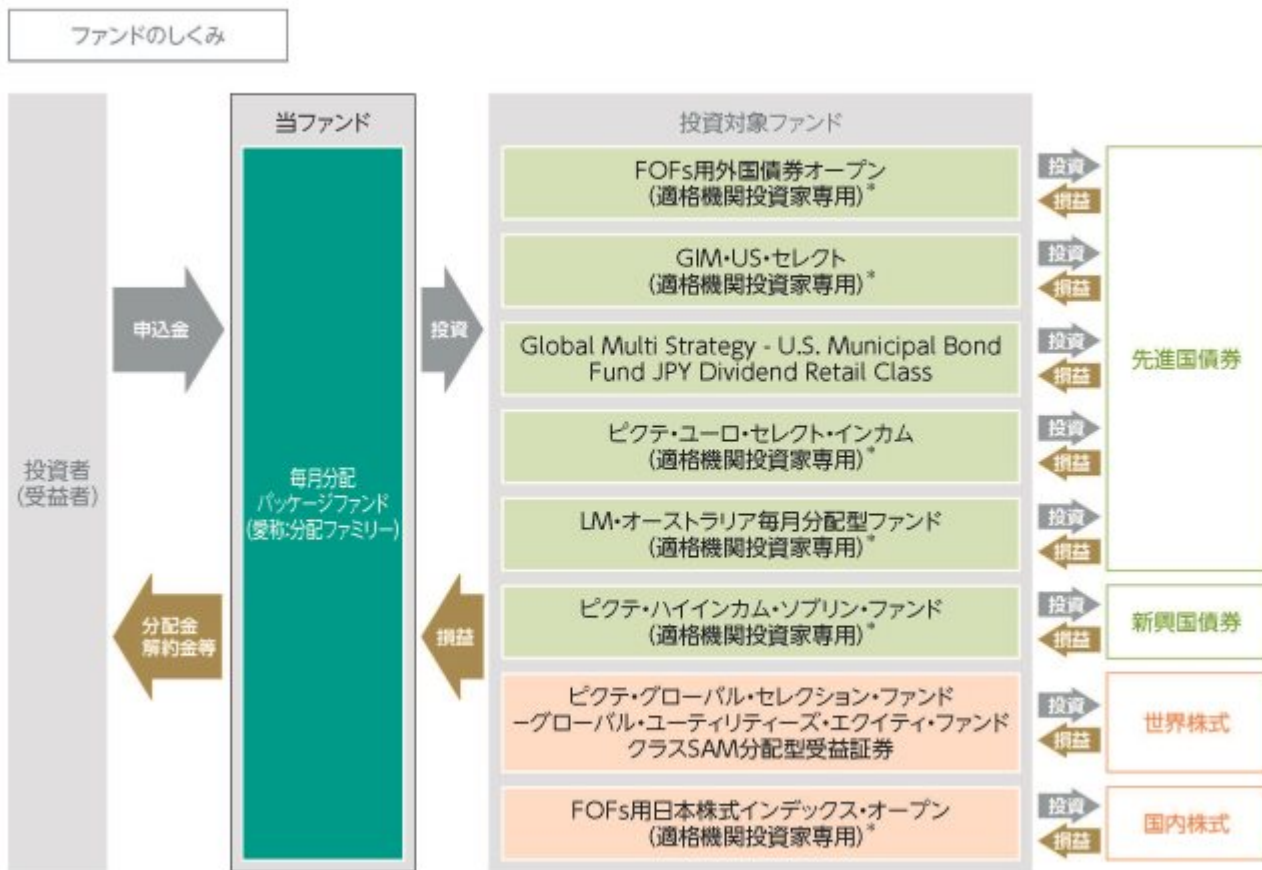 ファンドのしくみ
当ファンド
投資対象ファンド
投資者
(受益者)
申込金
分配金
解約金等
毎月分配
パッケージファンド
(愛称:分配ファミリー)
投資
損益
FOFs用外国債券オープン
(適格機関投資家専用)*
投資
損益
GIM・US・セレクト
(適格機関投資家専用)*
投資
損益
Global Multi Strategy - U.S. Municipal Bond
Fund JPY Dividend Retail Class
投資
損益
ピクテ・ユーロ・セレクト・インカム
(適格機関投資家専用)*
投資
損益
LM・オーストラリア毎月分配型ファンド
(適格機関投資家専用)*
投資
損益
先進国債券
ピクテ・ハイインカム・ソブリン・ファンド
(適格機関投資家専用)*
投資
損益
新興国債券
ピクテ・グローバル・セレクション・ファンド
-グローバル・ユーティリティーズ・エクイティ・ファンド
クラスSAM分配型受益証券
投資
損益
世界株式
FOFs用日本株式インデックス・オープン
(適格機関投資家専用)*
投資
損益
国内株式